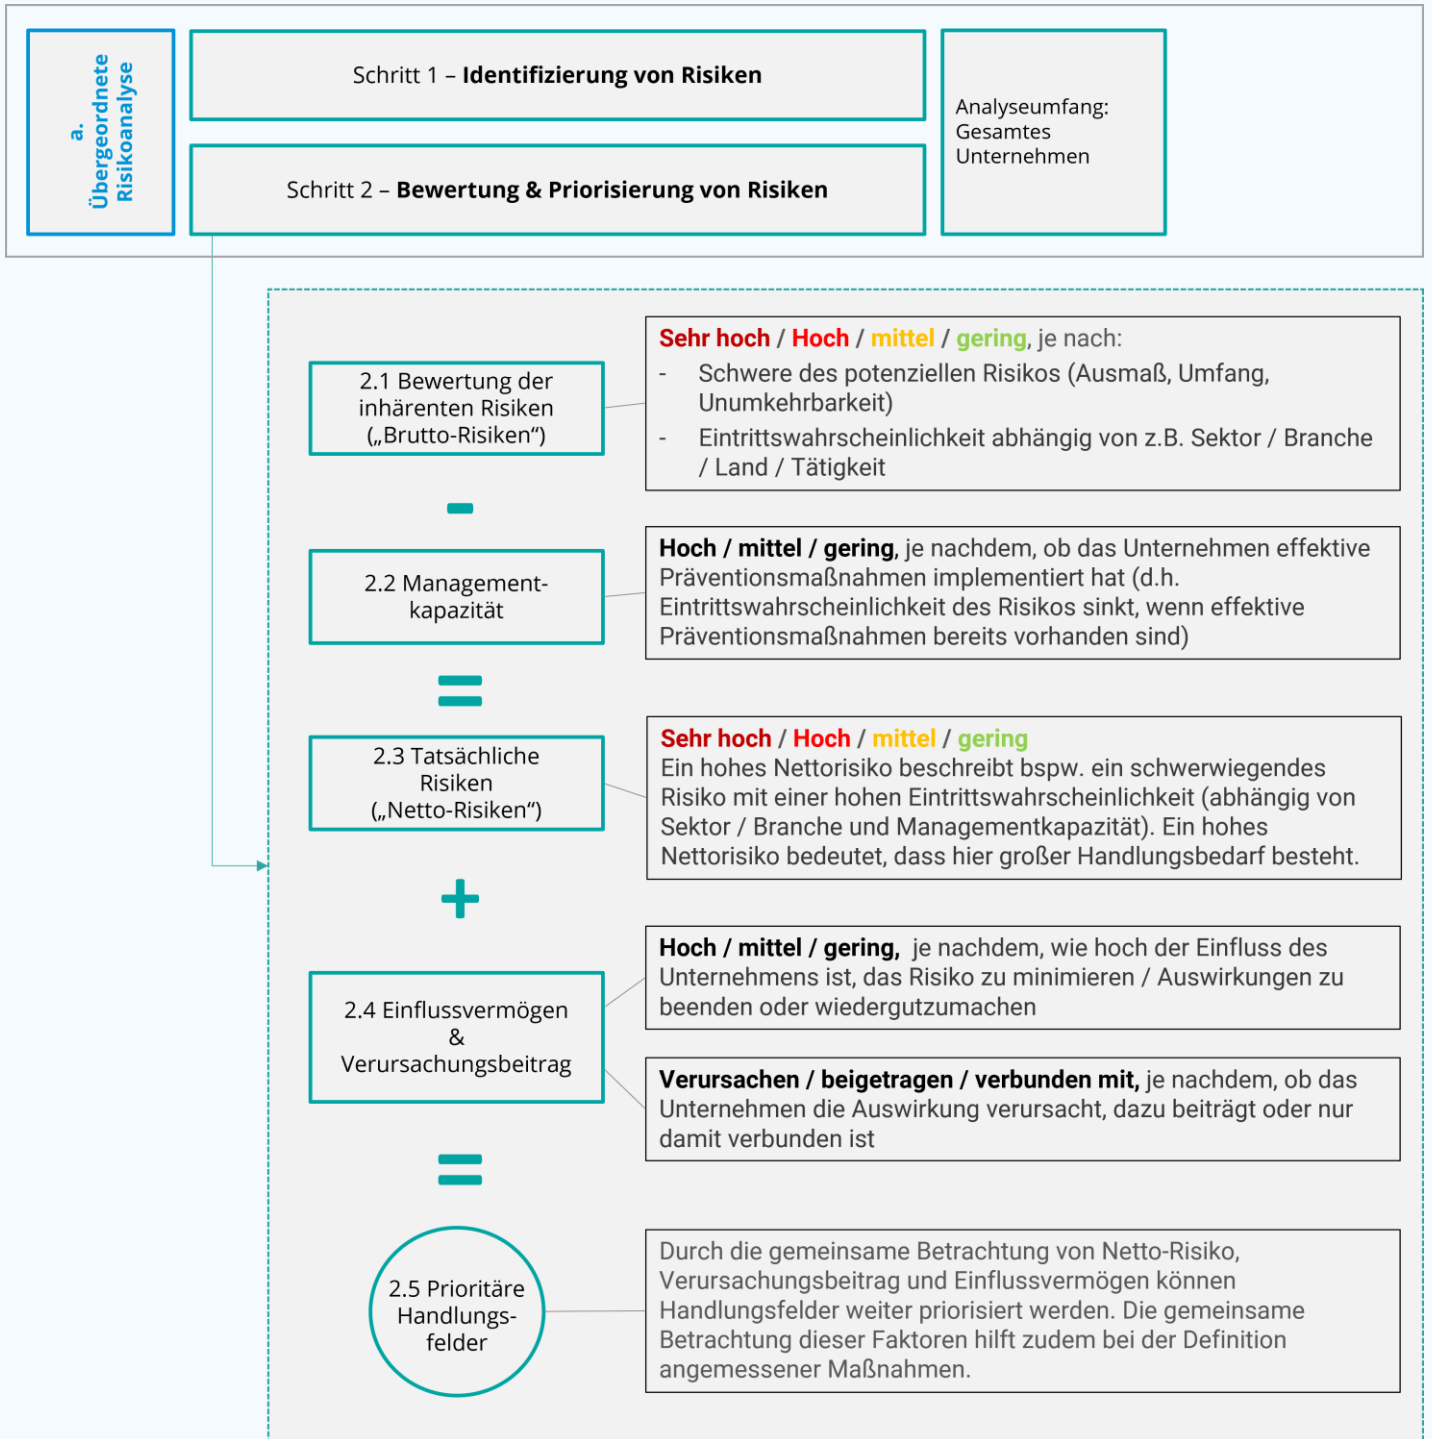 a.
Übergeordnete
Risikoanalyse
Schritt 1 – Identifizierung von Risiken
Schritt 2 – Bewertung & Priorisierung von Risiken
Analyseumfang:
Gesamtes
Unternehmen
2.1 Bewertung der
inhärenten Risiken
(„Brutto-Risiken“)
Sehr hoch / Hoch / mittel / gering, je nach:
- Schwere des potenziellen Risikos (Ausmaß, Umfang,
Unumkehrbarkeit)
- Eintrittswahrscheinlichkeit abhängig von z.B. Sektor / Branche
/ Land / Tätigkeit
-
2.2 Management-
kapazität
Hoch / mittel / gering, je nachdem, ob das Unternehmen effektive
Präventionsmaßnahmen implementiert hat (d.h.
Eintrittswahrscheinlichkeit des Risikos sinkt, wenn effektive
Präventionsmaßnahmen bereits vorhanden sind)
=
2.3 Tatsächliche
Risiken
(„Netto-Risiken“)
Sehr hoch / Hoch / mittel / gering
Ein hohes Nettorisiko beschreibt bspw. ein schwerwiegendes
Risiko mit einer hohen Eintrittswahrscheinlichkeit (abhängig von
Sektor / Branche und Managementkapazität). Ein hohes
Nettorisiko bedeutet, dass hier großer Handlungsbedarf besteht.
+
2.4 Einflussvermögen
&
Verursachungsbeitrag
Hoch / mittel / gering, je nachdem, wie hoch der Einfluss des
Unternehmens ist, das Risiko zu minimieren / Auswirkungen zu
beenden oder wiedergutzumachen
Verursachen / beigetragen / verbunden mit, je nachdem, ob das
Unternehmen die Auswirkung verursacht, dazu beiträgt oder nur
damit verbunden ist
=
2.5 Prioritäre
Handlungs-
felder
Durch die gemeinsame Betrachtung von Netto-Risiko,
Verursachungsbeitrag und Einflussvermögen können
Handlungsfelder weiter priorisiert werden. Die gemeinsame
Betrachtung dieser Faktoren hilft zudem bei der Definition
angemessener Maßnahmen.